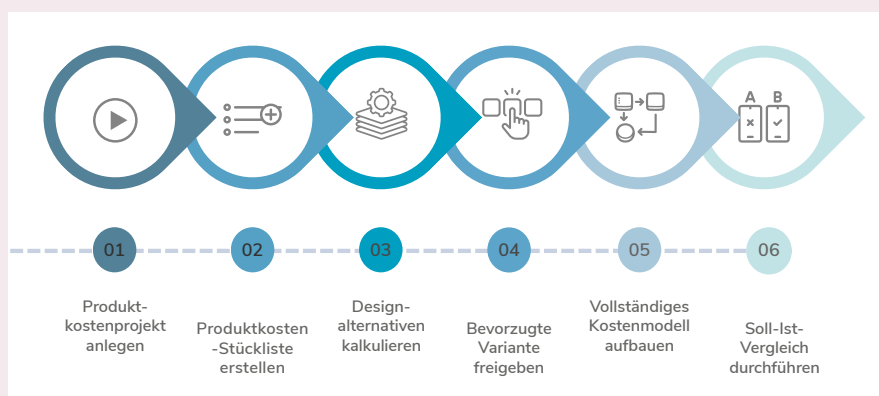 A B
01 02 03 04 05 06
Produkt-
kostenprojekt
anlegen
Produktkosten
-Stückliste
erstellen
Design-
alternativen
kalkulieren
Bevorzugte
Variante
freigeben
Vollständiges
Kostenmodell
aufbauen
Soll-Ist-
Vergleich
durchführen